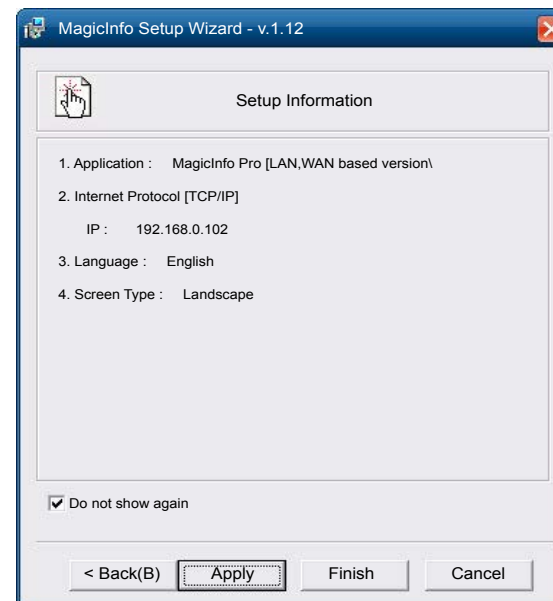 MagicInfo Setup Wizard - v.1.12
Setup Information
1. Application : MagicInfo Pro [LAN,WAN based version\
2. Internet Protocol [TCP/IP]
IP : 192.168.0.102
3. Language : English
4. Screen Type : Landscape
Do not show again
< Back(B) Apply Finish Cancel